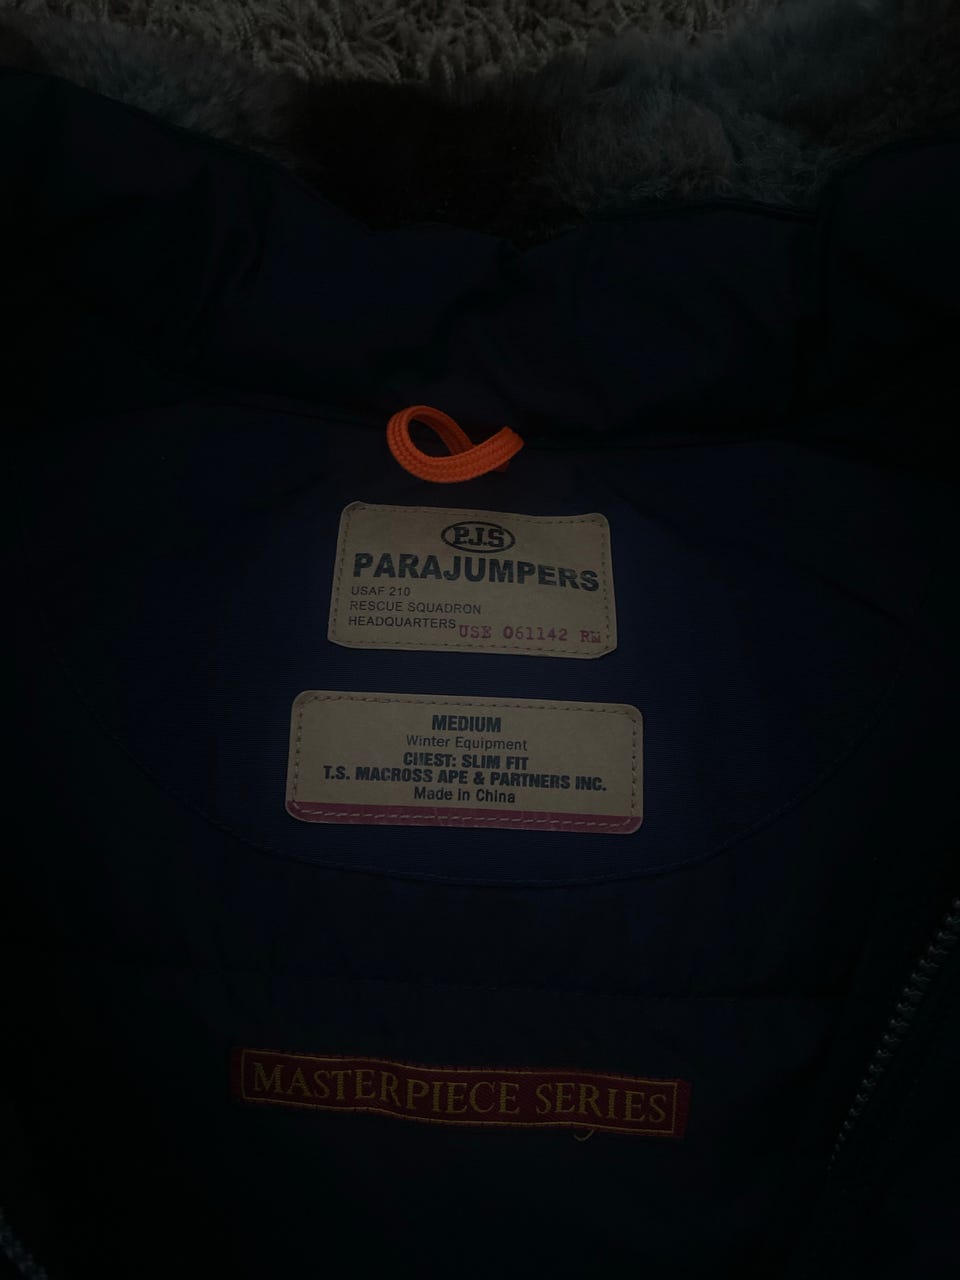 P.J.S
PARAJUMPERS
USAF 210
RESCUE SQUADRON
HEADQUARTERS
USE 061142 RM
MEDIUM
Winter Equipment
CHEST: SLIM FIT
T.S. MACROSS APE & PARTNERS INC.
Made in China
MASTERPIECE SERIES